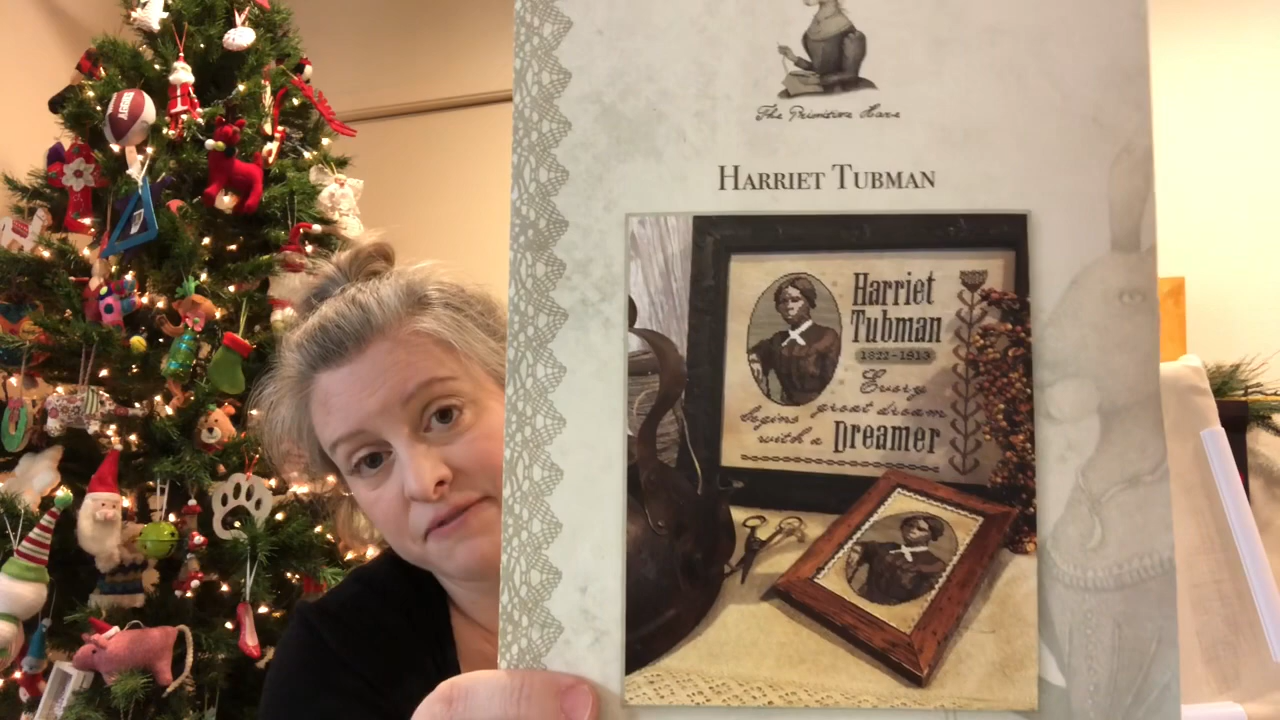 The Primitive Hare
HARRIET TUBMAN
Harriet
Tubman
1822-1913
Every
great dream
begins
with a Dreamer